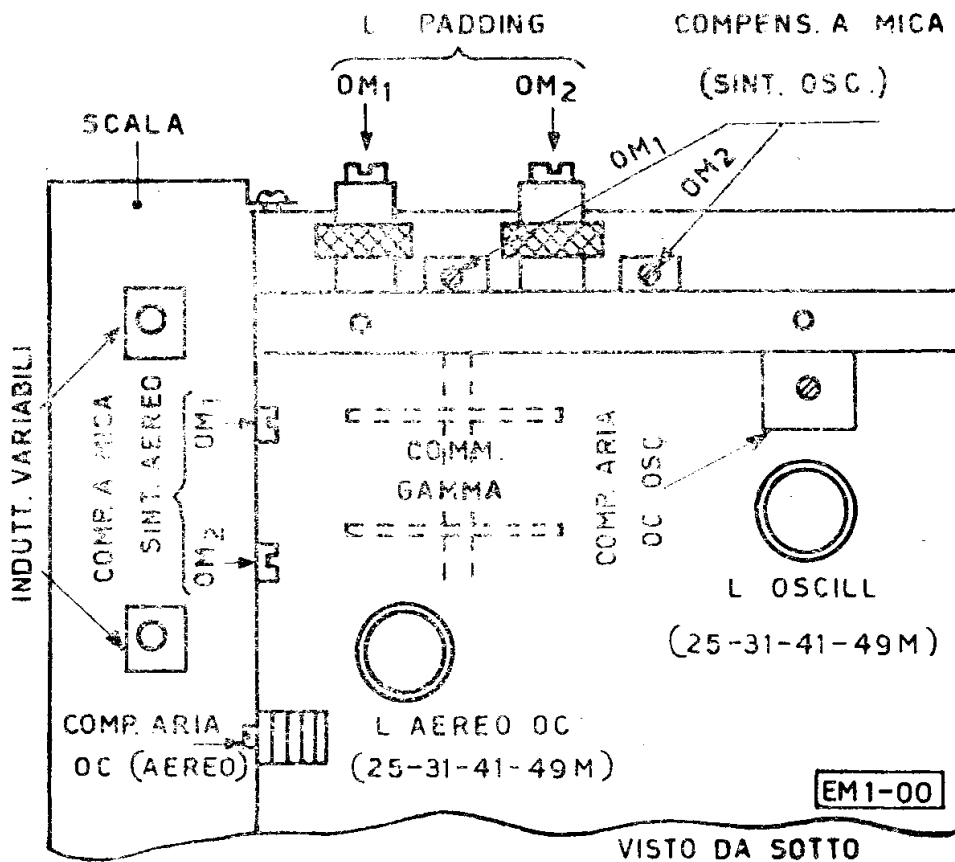 L PADDING
COMPENS. A MICA
(SINT. OSC.)
OM1
OM2
OM1
OM2
SCALA
INDUTT. VARIABILI
COMP. A MICA
SINT. AEREO
OM1
OM2
COMM.
GAMMA
COMP. ARIA
OC OSC
L OSCILL
(25-31-41-49M)
COMP. ARIA
OC (AEREO)
L AEREO OC
(25-31-41-49M)
EM1-00
VISTO DA SOTTO